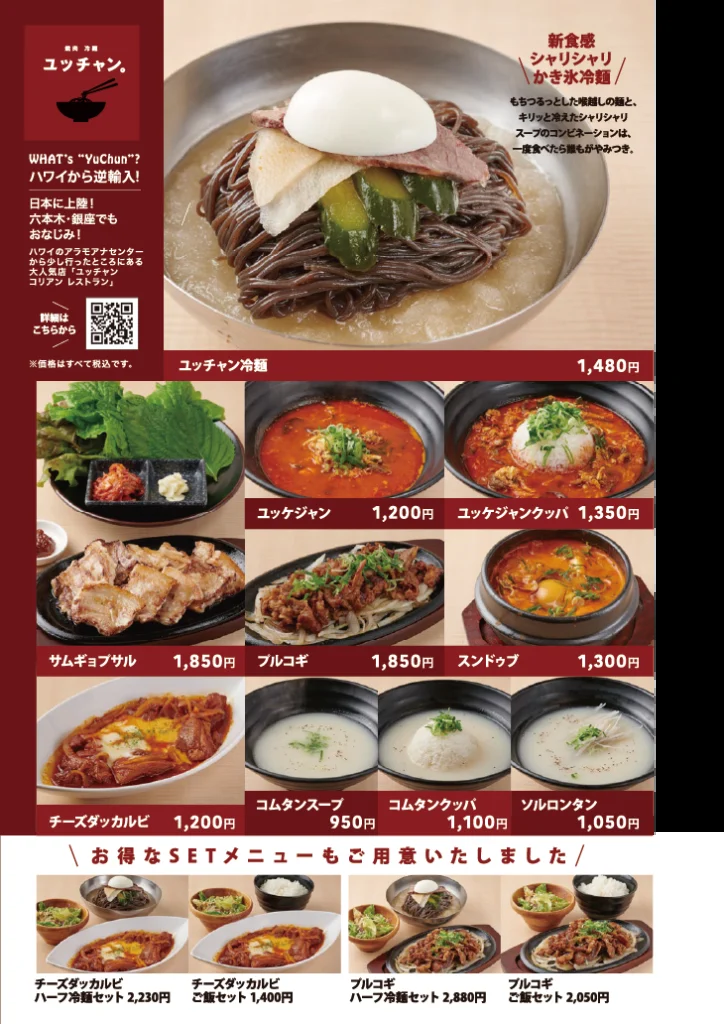 焼肉 冷麺
ユッチャン。
WHAT's “YuChun”?
ハワイから逆輸入!
日本に上陸!
六本木・銀座でも
おなじみ!
ハワイのアラモアナセンター
から少し行ったところにある
大人気店「ユッチャン
コリアン レストラン」
詳細は
こちらから
※価格はすべて税込です。
新食感
シャリシャリ
かき氷冷麺
もちつるっとした喉越しの麺と、
キリッと冷えたシャリシャリ
スープのコンビネーションは、
一度食べたら誰もがやみつき。
ユッチャン冷麺 1,480円
ユッケジャン 1,200円
ユッケジャンクッパ 1,350円
サムギョプサル 1,850円
プルコギ 1,850円
スンドゥブ 1,300円
チーズダッカルビ 1,200円
コムタンスープ
950円
コムタンクッパ
1,100円
ソルロンタン
1,050円
お得なSETメニューもご用意いたしました
チーズダッカルビ
ハーフ冷麺セット 2,230円
チーズダッカルビ
ご飯セット 1,400円
プルコギ
ハーフ冷麺セット 2,880円
プルコギ
ご飯セット 2,050円